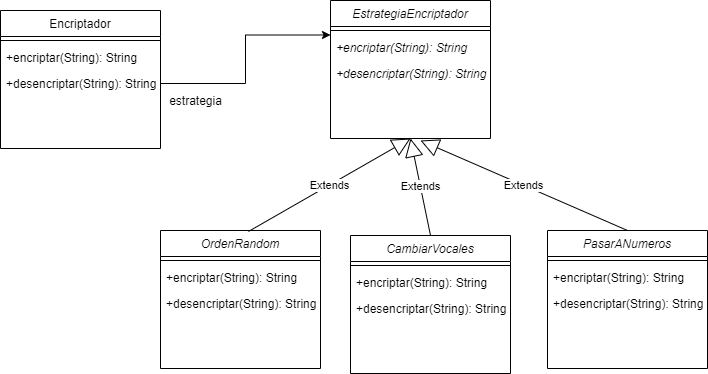 Encriptador
+encriptar(String): String
+desencriptar(String): String
estrategia
EstrategiaEncriptador
+encriptar(String): String
+desencriptar(String): String
Extends
Extends
Extends
OrdenRandom
+encriptar(String): String
+desencriptar(String): String
CambiarVocales
+encriptar(String): String
+desencriptar(String): String
PasarANumeros
+encriptar(String): String
+desencriptar(String): String